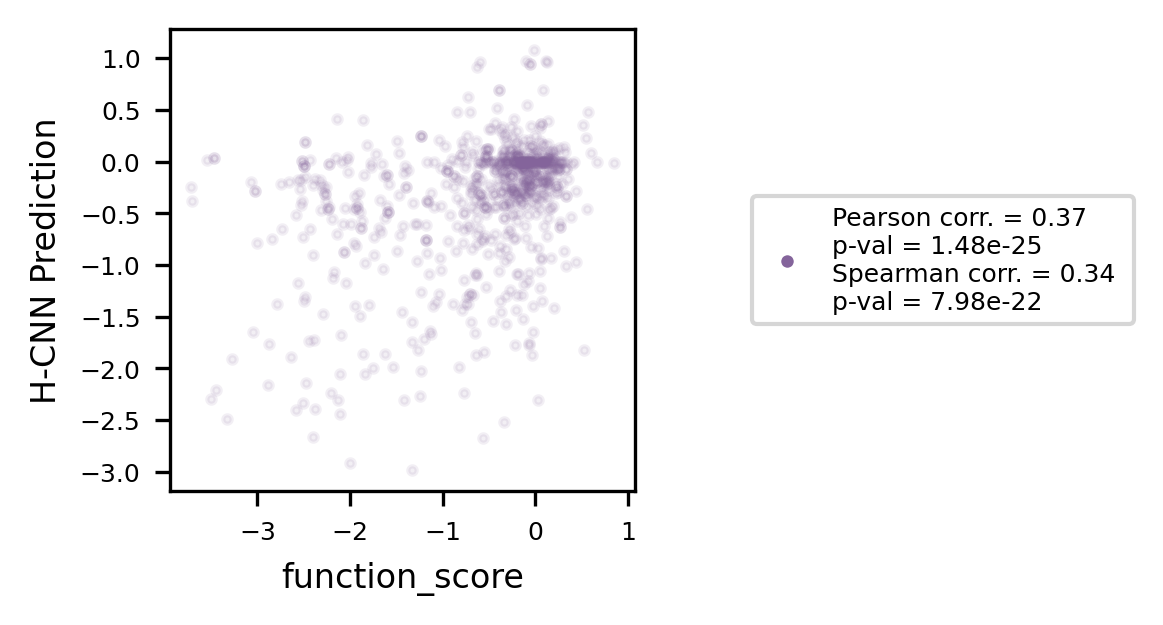 1.0
0.5
0.0
−0.5
−1.0
−1.5
−2.0
−2.5
−3.0
H-CNN Prediction
−3
−2
−1
0
1
function_score
Pearson corr. = 0.37
p-val = 1.48e-25
Spearman corr. = 0.34
p-val = 7.98e-22